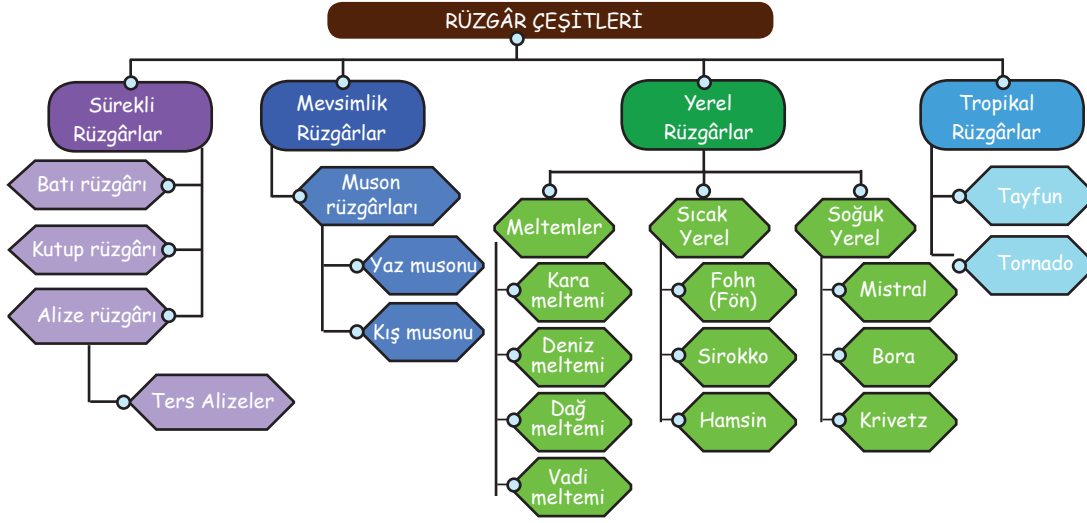 RÜZGÂR ÇEŞİTLERİ
Sürekli
Rüzgârlar
Batı rüzgârı
Kutup rüzgârı
Alize rüzgârı
Ters Alizeler
Mevsimlik
Rüzgârlar
Muson
rüzgârları
Yaz musonu
Kış musonu
Yerel
Rüzgârlar
Meltemler
Kara
meltemi
Deniz
meltemi
Dağ
meltemi
Vadi
meltemi
Sıcak
Yerel
Fohn
(Fön)
Sirokko
Hamsin
Soğuk
Yerel
Mistral
Bora
Krivetz
Tropikal
Rüzgârlar
Tayfun
Tornado